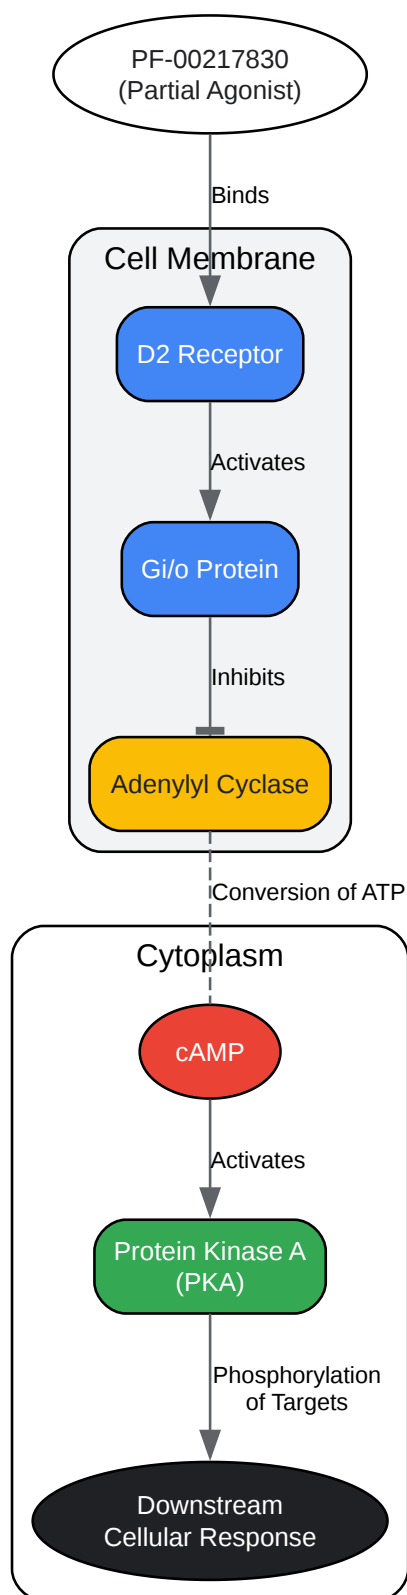 PF-00217830
(Partial Agonist)
Binds
Cell Membrane
D2 Receptor
Activates
Gi/o Protein
Inhibits
Adenylyl Cyclase
Conversion of ATP
Cytoplasm
cAMP
Activates
Protein Kinase A
(PKA)
Phosphorylation
of Targets
Downstream
Cellular Response